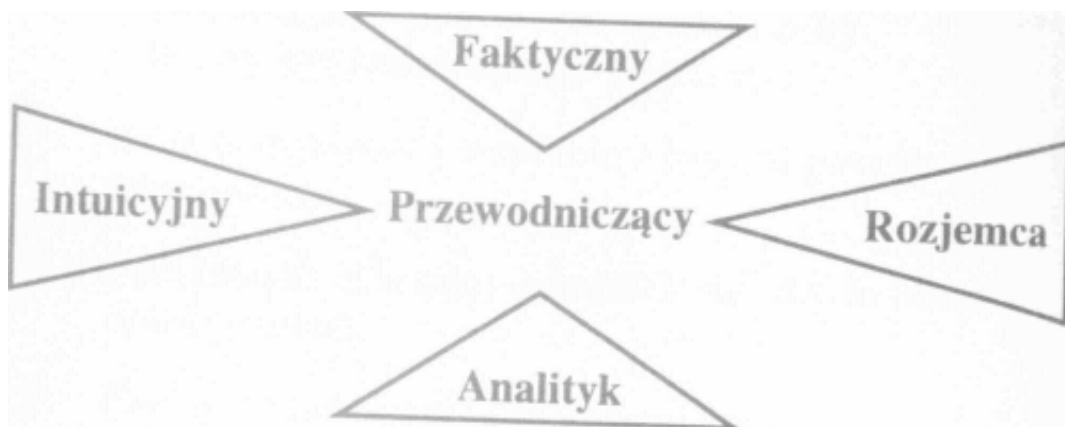 Faktyczny
Intuicyjny
Przewodniczący
Rozjemca
Analityk